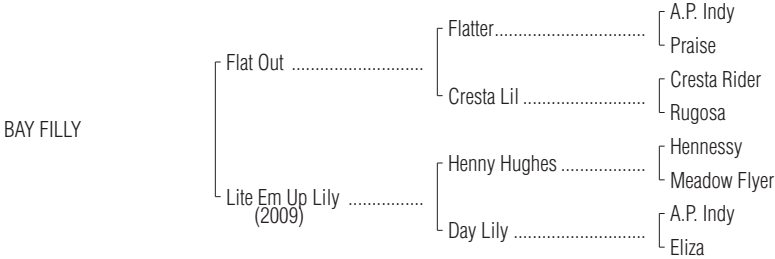 A.P. Indy
Flatter................................
Praise
Flat Out ............................
Cresta Rider
Cresta Lil ..........................
Rugosa
BAY FILLY
Hennessy
Henny Hughes ..................
Meadow Flyer
Lite Em Up Lily ................
(2009)
A.P. Indy
Day Lily ............................
Eliza